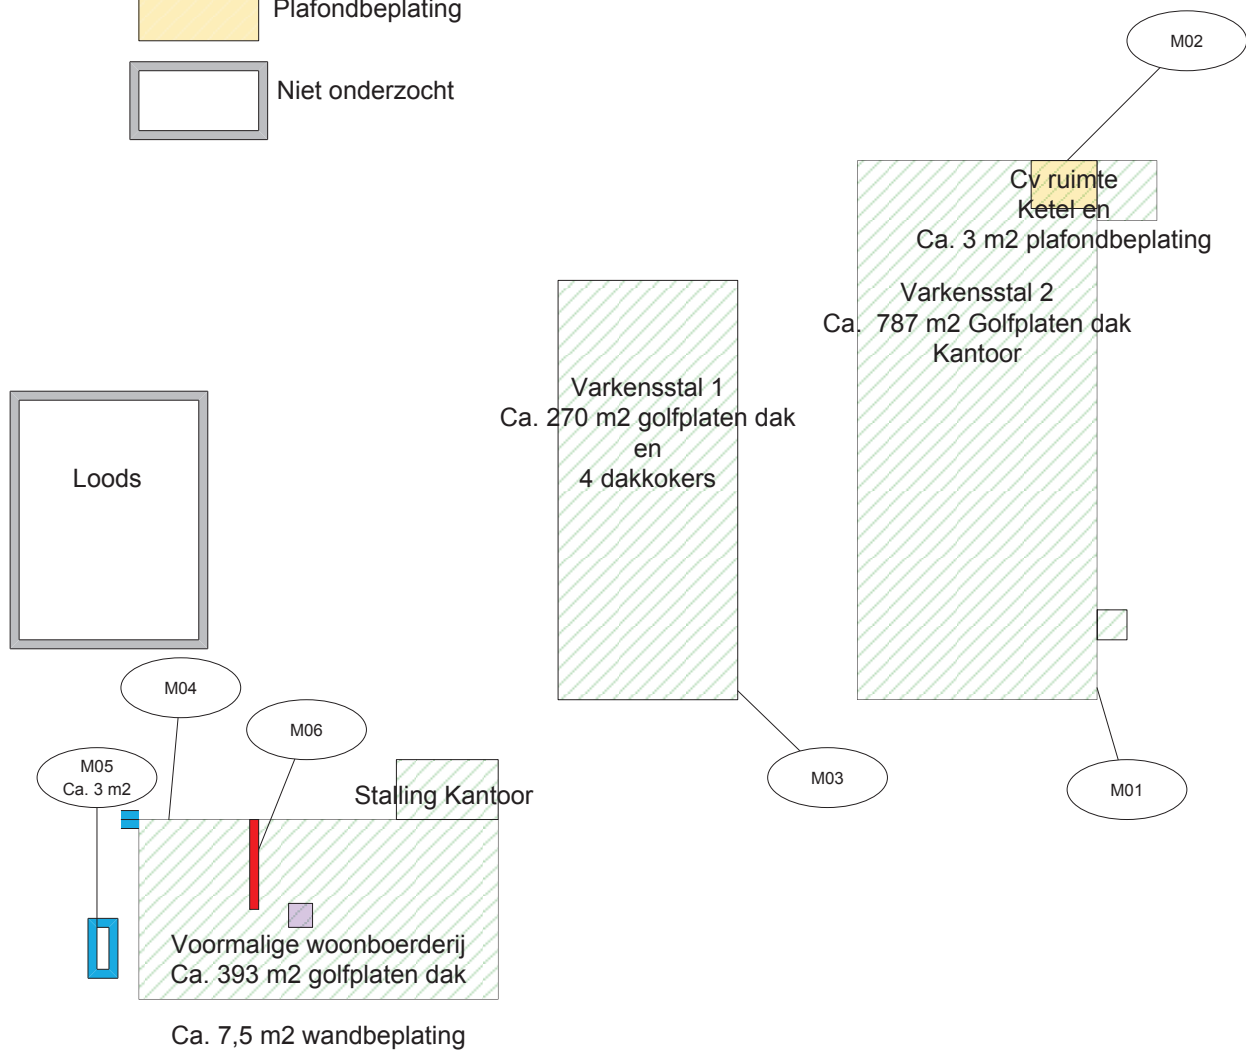 Plafondbeplating
Niet onderzocht
M02
Cv ruimte
Ketel en
Ca. 3 m2 plafondbeplating
Varkensstal 2
Ca. 787 m2 Golfplaten dak
Kantoor
Varkensstal 1
Ca. 270 m2 golfplaten dak
en
4 dakkokers
Loods
M04
M06
M05
Ca. 3 m2
M03
M01
Stalling Kantoor
Voormalige woonboerderij
Ca. 393 m2 golfplaten dak
Ca. 7,5 m2 wandbeplating